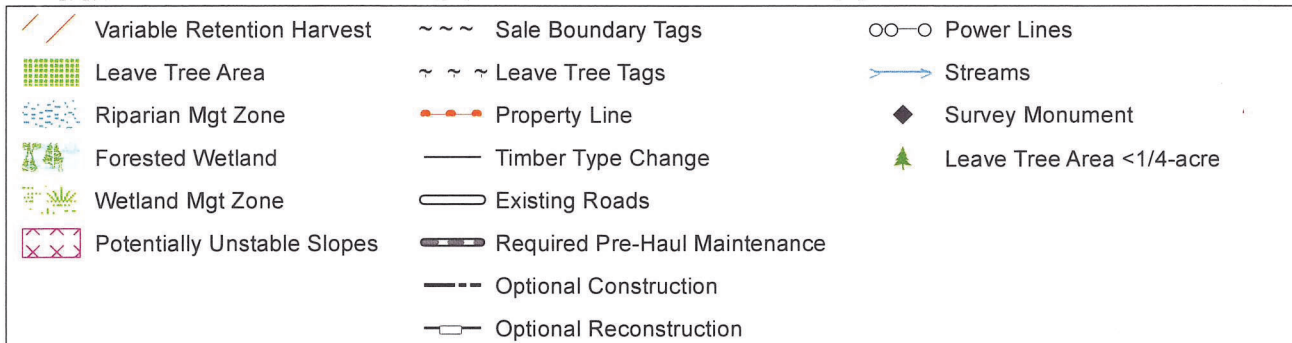 Variable Retention Harvest
Leave Tree Area
Riparian Mgt Zone
Forested Wetland
Wetland Mgt Zone
Potentially Unstable Slopes
Sale Boundary Tags
Leave Tree Tags
Property Line
Timber Type Change
Existing Roads
Required Pre-Haul Maintenance
Optional Construction
Optional Reconstruction
Power Lines
Streams
Survey Monument
Leave Tree Area <1/4-acre